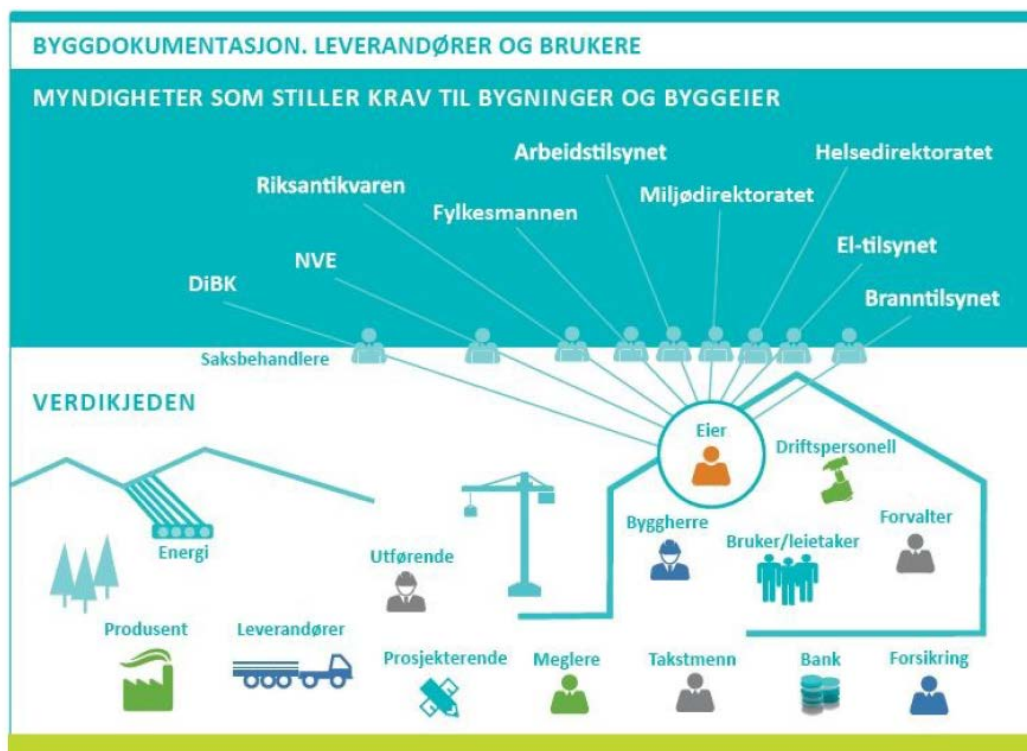 BYGGDOKUMENTASJON. LEVERANDØRER OG BRUKERE
MYNDIGHETER SOM STILLER KRAV TIL BYGNINGER OG BYGGEIER
Arbeidstilsynet
Helsedirektoratet
Riksantikvaren
Miljødirektoratet
Fylkesmannen
El-tilsynet
NVE
DiBK
Branntilsynet
Saksbehandlere
VERDIKJEDEN
Eier
Driftspersonell
Forvalter
Byggherre
Bruker/leietaker
Energi
Utførende
Produsent
Leverandører
Prosjekterende
Meglere
Takstmenn
Bank
Forsikring